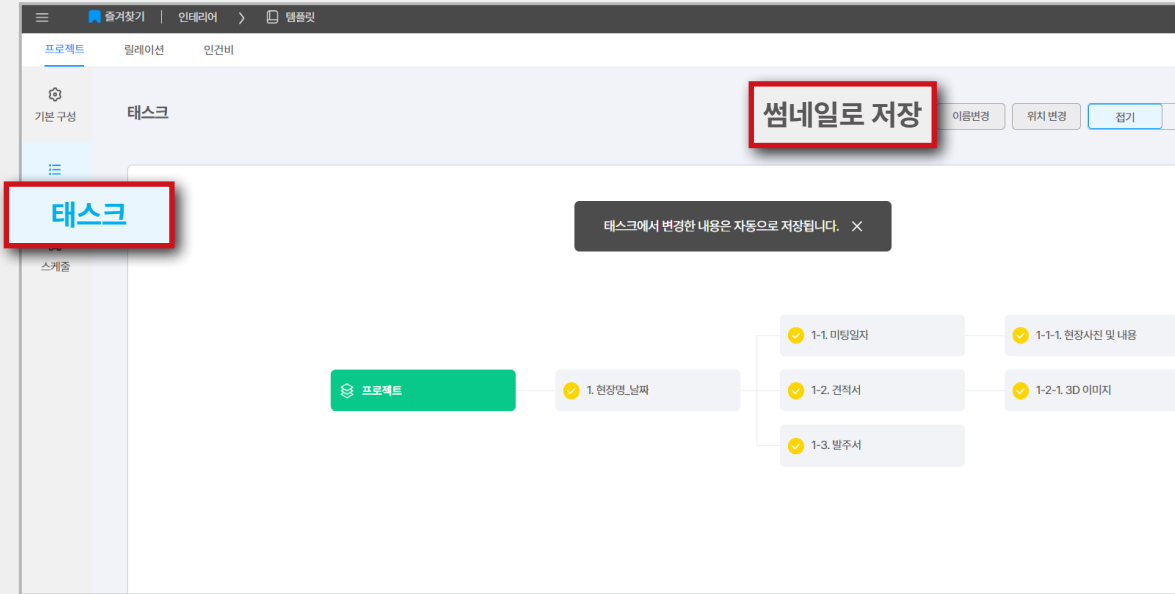 즐겨찾기 | 인테리어 > 템플릿
프로젝트 릴레이션 인건비
기본 구성
태스크
썸네일로 저장
이름변경
위치 변경
접기
태스크
스케줄
태스크에서 변경한 내용은 자동으로 저장됩니다. ×
프로젝트
1. 현장명_날짜
1-1. 미팅일자
1-1-1. 현장사진 및 내용
1-2. 견적서
1-2-1. 3D 이미지
1-3. 발주서